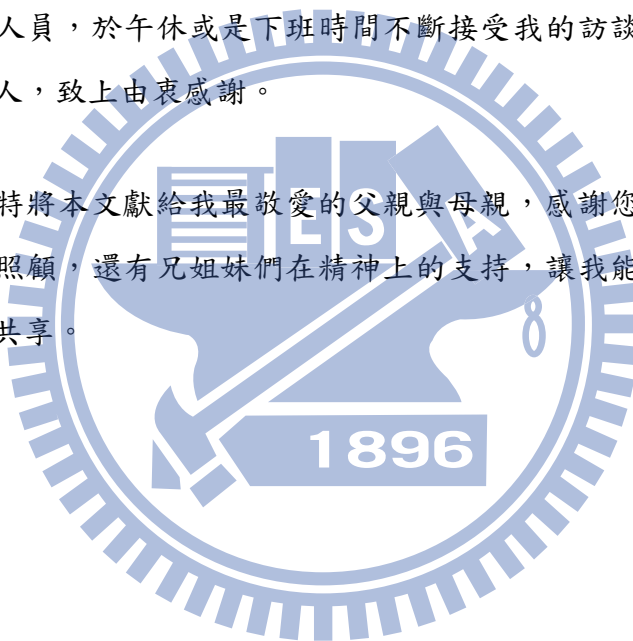 人員，於午休或是下班時間不斷接受我的訪談
人，致上由衷感謝。
特將本文獻給我最敬愛的父親與母親，感謝您
照顧，還有兄姐妹們在精神上的支持，讓我能
共享。
E S A
8
1896